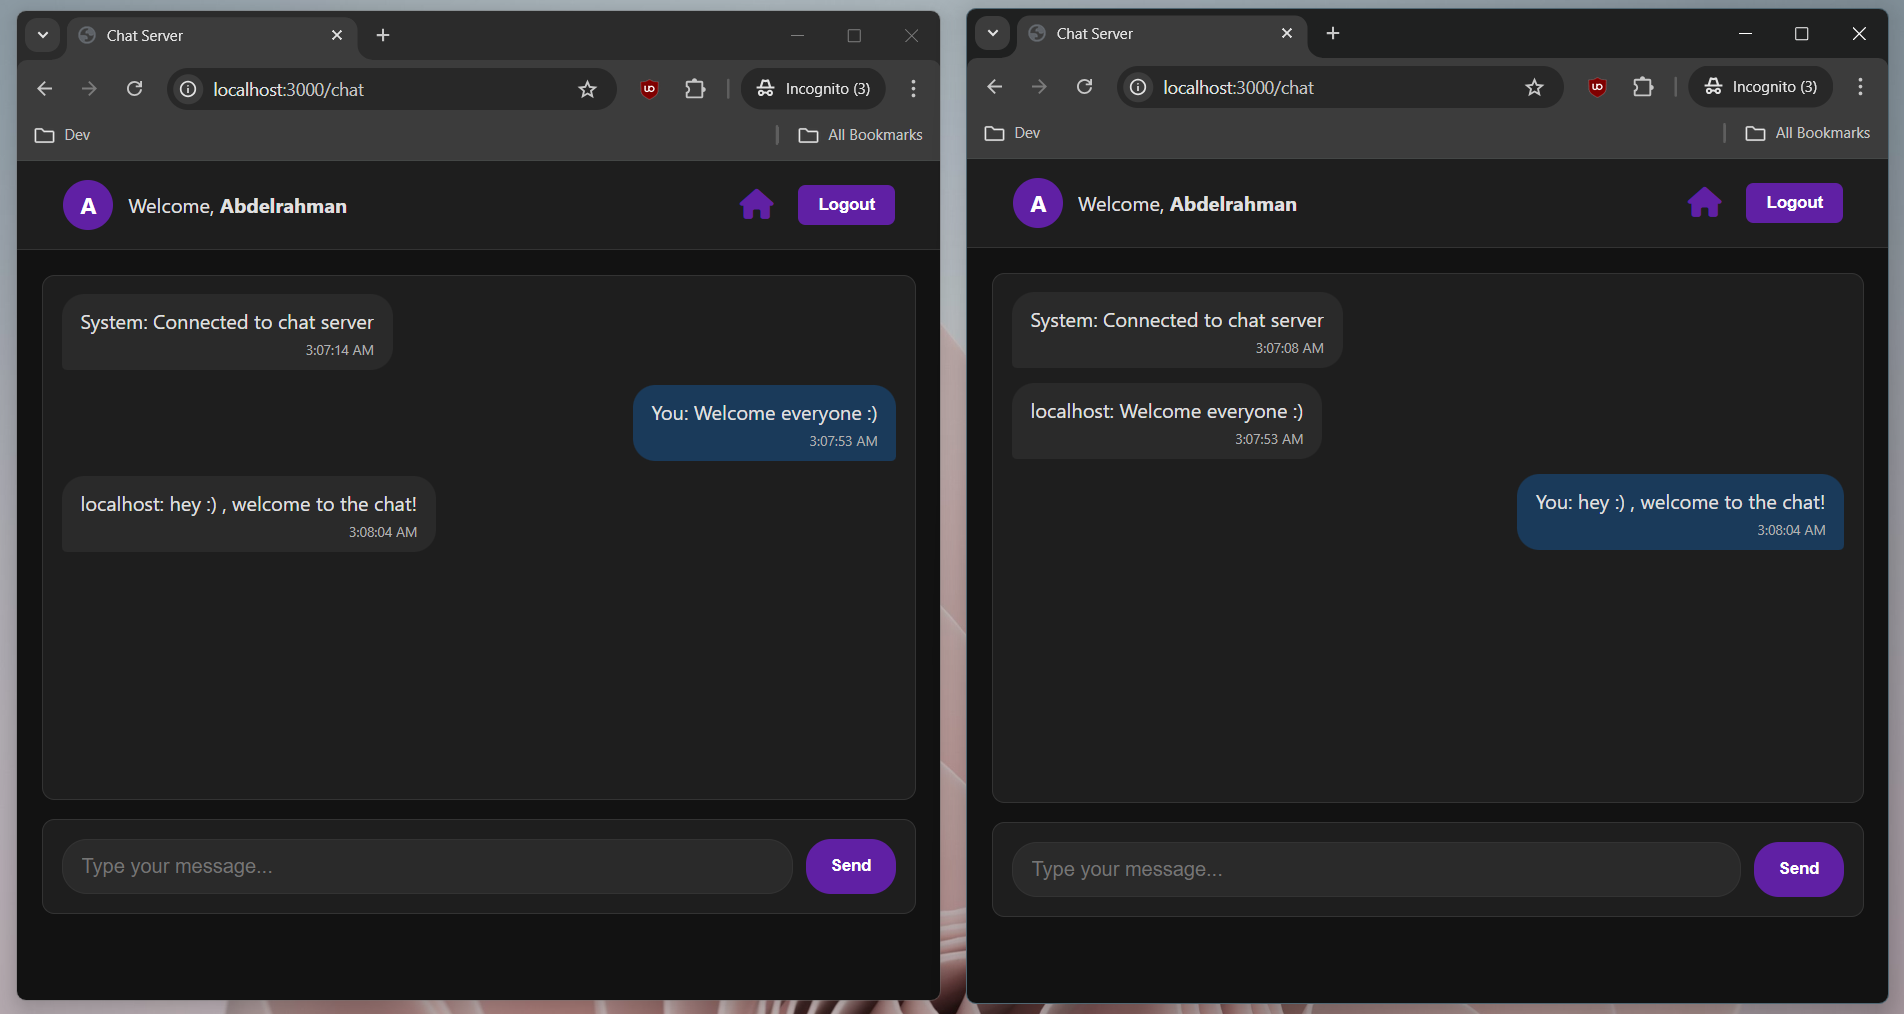 Chat Server
localhost:3000/chat
Incognito (3)
Dev
All Bookmarks
A
Welcome, Abdelrahman
Logout
System: Connected to chat server
3:07:14 AM
You: Welcome everyone :)
3:07:53 AM
localhost: hey :) , welcome to the chat!
3:08:04 AM
Type your message...
Send
Chat Server
localhost:3000/chat
UO
Incognito (3)
Dev
All Bookmarks
A
Welcome, Abdelrahman
Logout
System: Connected to chat server
3:07:08 AM
localhost: Welcome everyone :)
3:07:53 AM
You: hey :) , welcome to the chat!
3:08:04 AM
Type your message...
Send